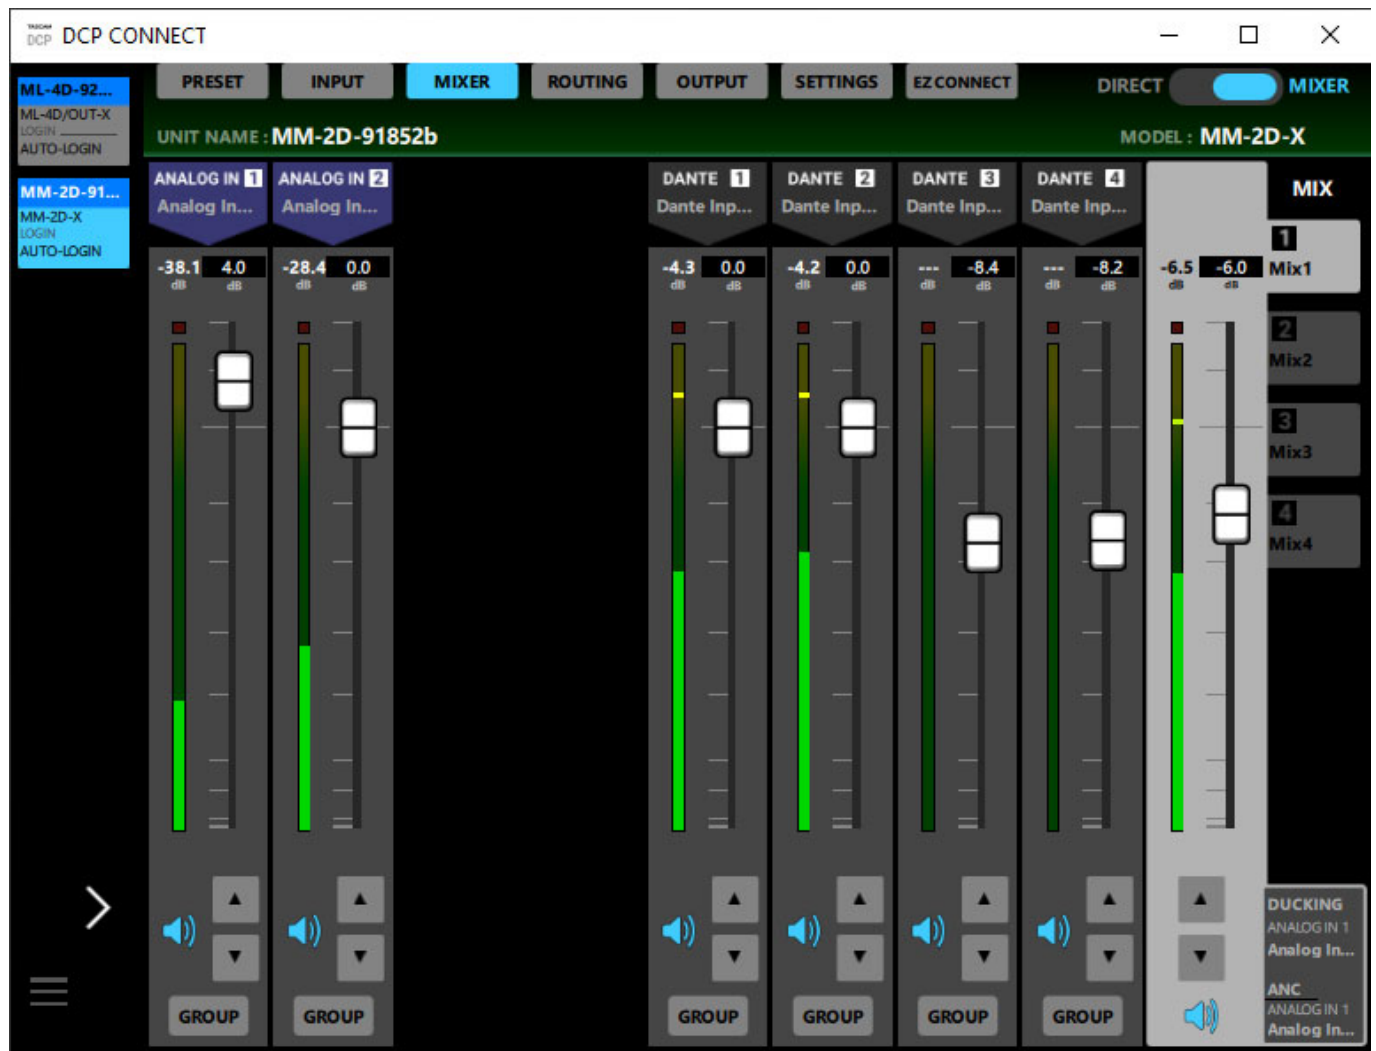 TASCAM DCP DCP CONNECT
PRESET INPUT MIXER ROUTING OUTPUT SETTINGS EZ CONNECT DIRECT MIXER
ML-4D-92...
ML-4D/OUT-X
LOGIN
AUTO-LOGIN
UNIT NAME : MM-2D-91852b MODEL : MM-2D-X
MM-2D-91...
MM-2D-X
LOGIN
AUTO-LOGIN
ANALOG IN 1 ANALOG IN 2 DANTE 1 DANTE 2 DANTE 3 DANTE 4 MIX
Analog In... Analog In... Dante Inp... Dante Inp... Dante Inp... Dante Inp...
-38.1 4.0 -28.4 0.0 -4.3 0.0 -4.2 0.0 --- -8.4 --- -8.2 -6.5 -6.0
dB dB dB dB dB dB dB dB dB dB dB dB dB dB
1
Mix1
2
Mix2
3
Mix3
4
Mix4
DUCKING
ANALOG IN 1
Analog In...
ANC
ANALOG IN 1
Analog In...
GROUP GROUP GROUP GROUP GROUP GROUP